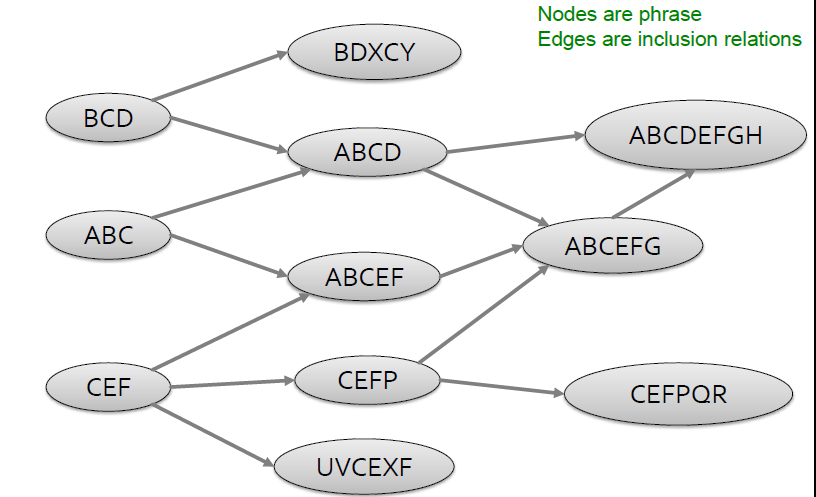 Nodes are phrase
Edges are inclusion relations
BDXCY
BCD
ABCD
ABCDEFGH
ABC
ABCEF
ABCEFG
CEF
CEFP
CEFPQR
UVCEXF